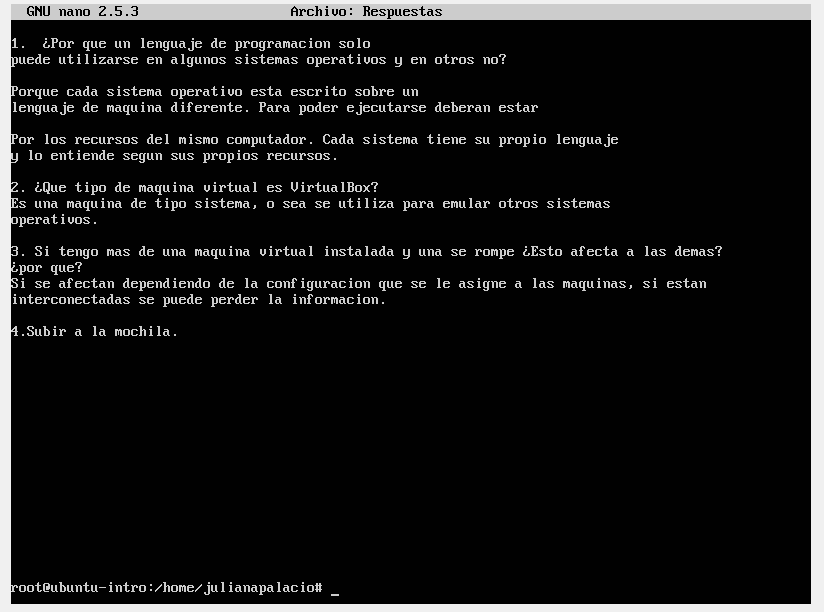 GNU nano 2.5.3 Archivo: Respuestas
1. ¿Por que un lenguaje de programacion solo
puede utilizarse en algunos sistemas operativos y en otros no?
Porque cada sistema operativo esta escrito sobre un
lenguaje de maquina diferente. Para poder ejecutarse deberan estar
Por los recursos del mismo computador. Cada sistema tiene su propio lenguaje
y lo entiende segun sus propios recursos.
2. ¿Que tipo de maquina virtual es VirtualBox?
Es una maquina de tipo sistema, o sea se utiliza para emular otros sistemas
operativos.
3. Si tengo mas de una maquina virtual instalada y una se rompe ¿Esto afecta a las demas?
¿por que?
Si se afectan dependiendo de la configuracion que se le asigne a las maquinas, si estan
interconectadas se puede perder la informacion.
4.Subir a la mochila.
root@ubuntu-intro:/home/julianapalacio# _